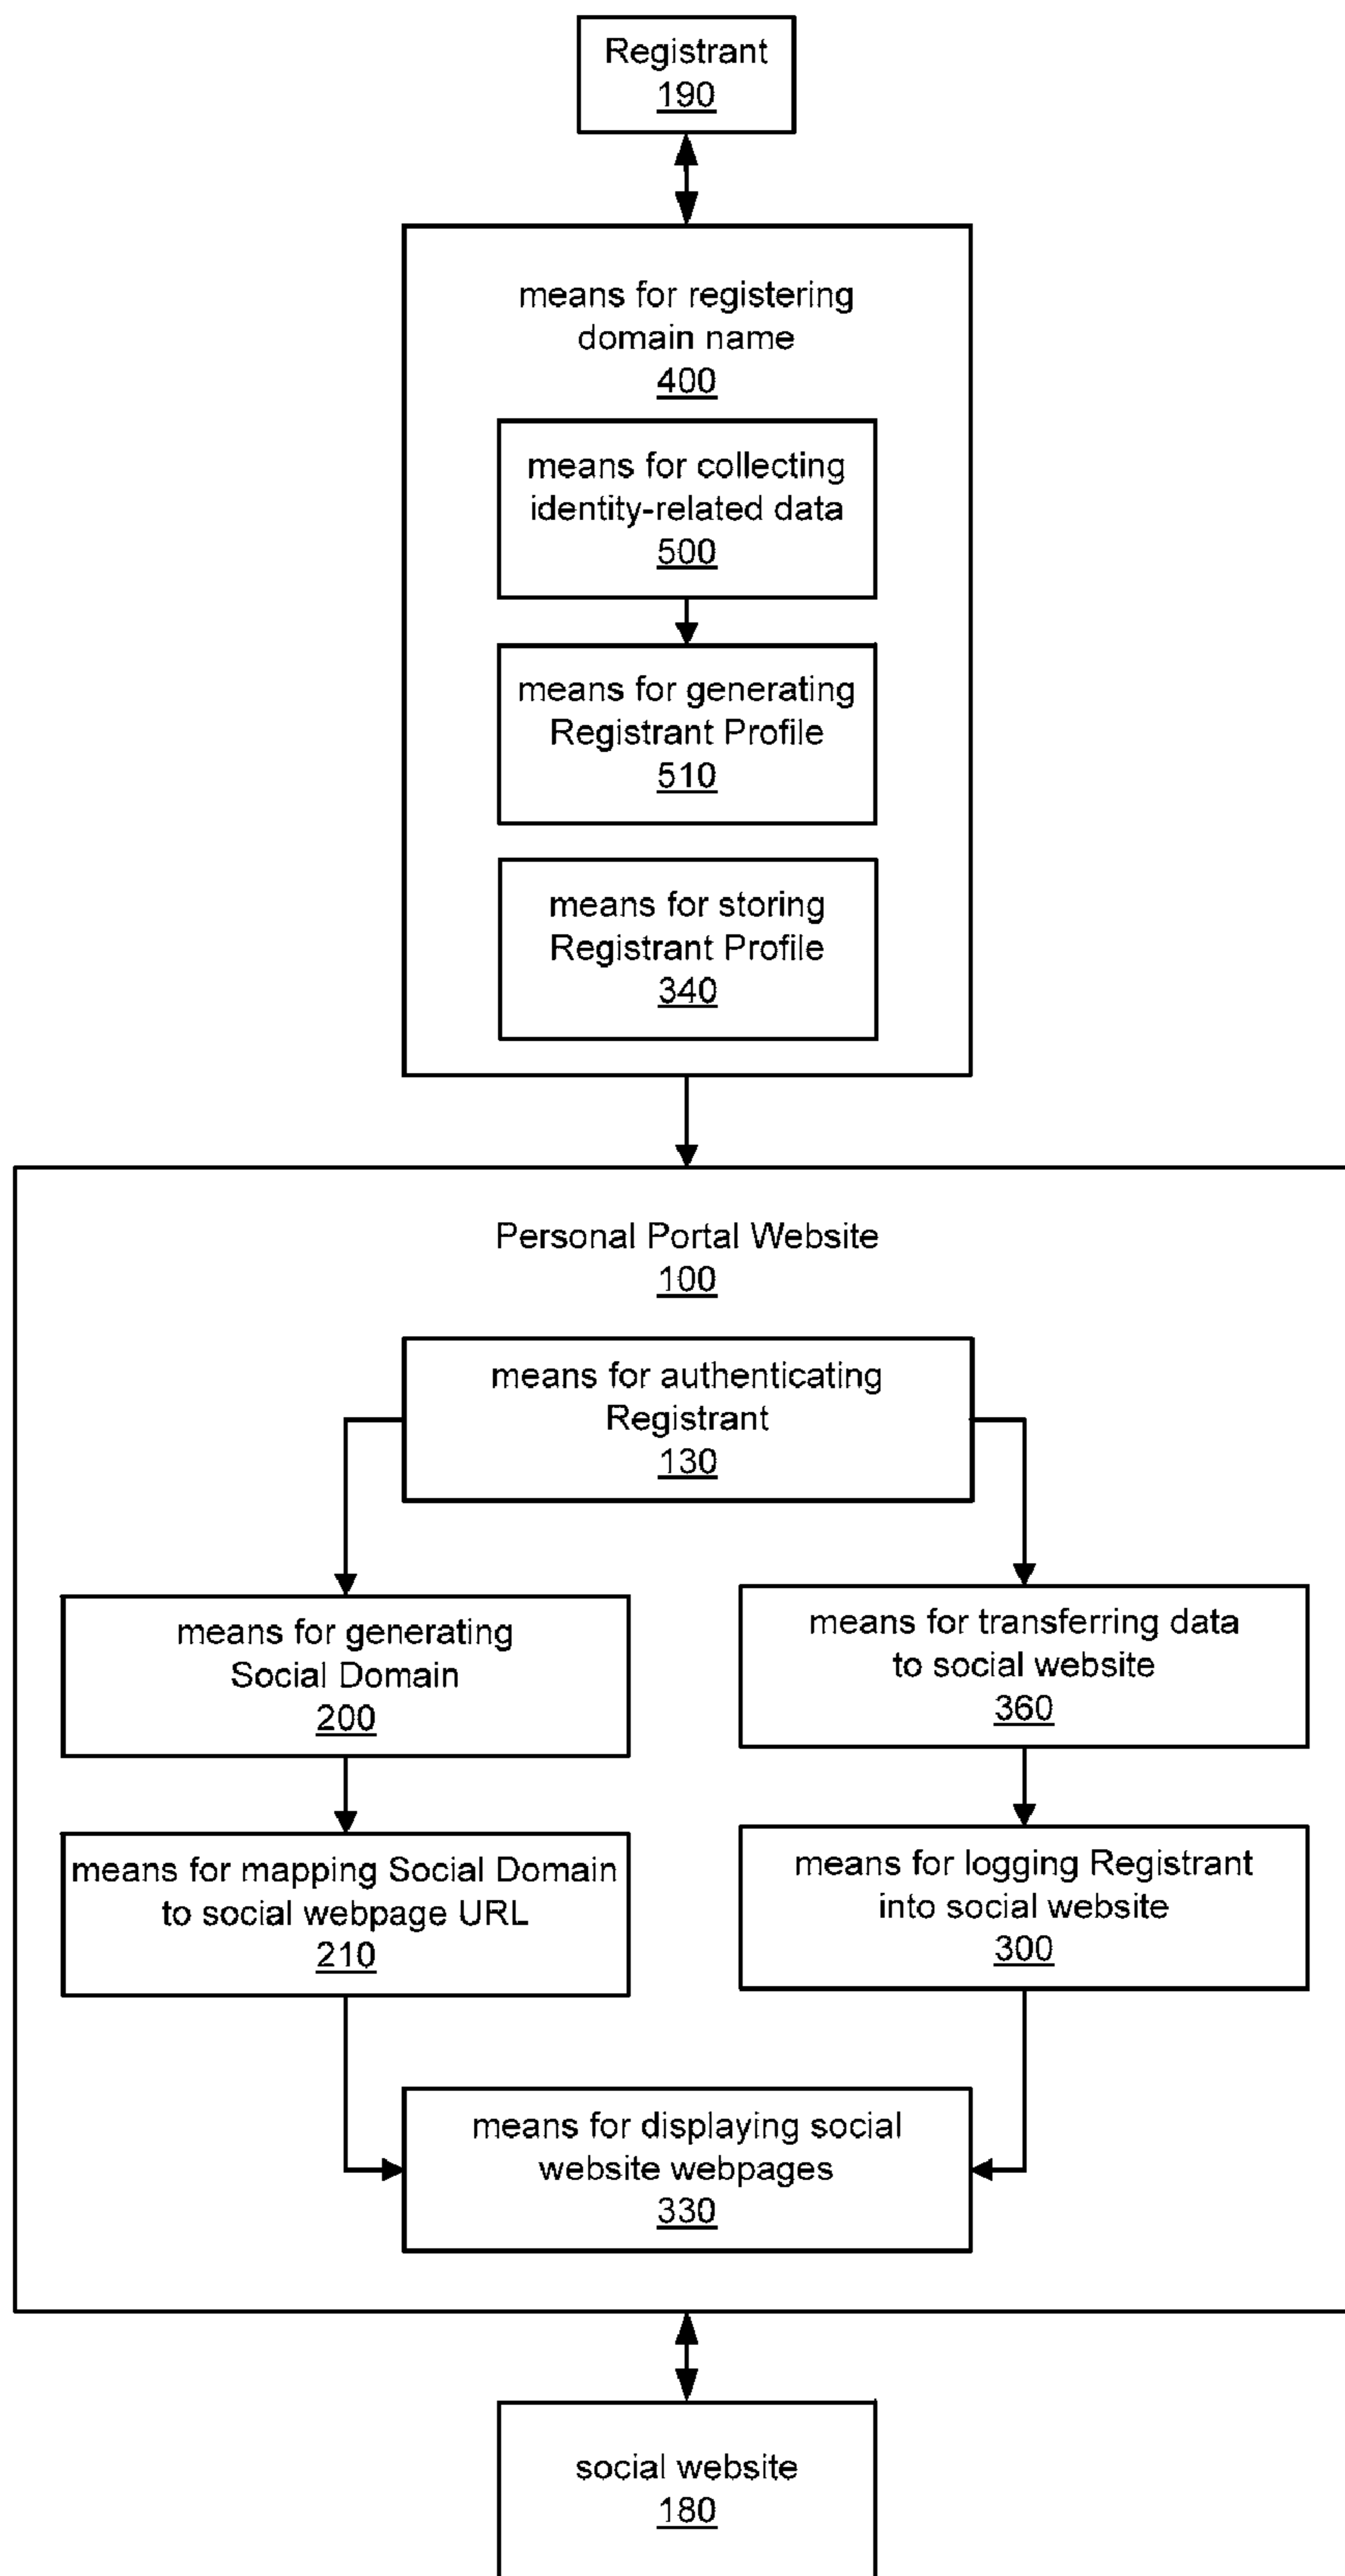 Registrant
190
means for registering
domain name
400
means for collecting
identity-related data
500
means for generating
Registrant Profile
510
means for storing
Registrant Profile
340
Personal Portal Website
100
means for authenticating
Registrant
130
means for generating
Social Domain
200
means for transferring data
to social website
360
means for mapping Social Domain
to social webpage URL
210
means for logging Registrant
into social website
300
means for displaying social
website webpages
330
social website
180